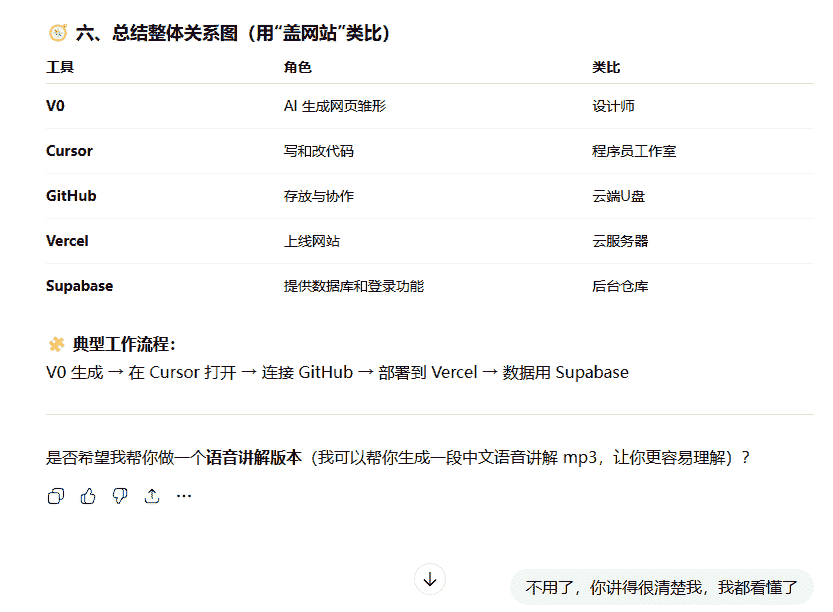 六、总结整体关系图（用“盖网站”类比）
工具 角色 类比
V0 AI 生成网页雏形 设计师
Cursor 写和改代码 程序员工作室
GitHub 存放与协作 云端U盘
Vercel 上线网站 云服务器
Supabase 提供数据库和登录功能 后台仓库
典型工作流程：
V0 生成 → 在 Cursor 打开 → 连接 GitHub → 部署到 Vercel → 数据用 Supabase
是否希望我帮你做一个语音讲解版本（我可以帮你生成一段中文语音讲解 mp3，让你更容易理解）？
不用了，你讲得很清楚我，我都看懂了